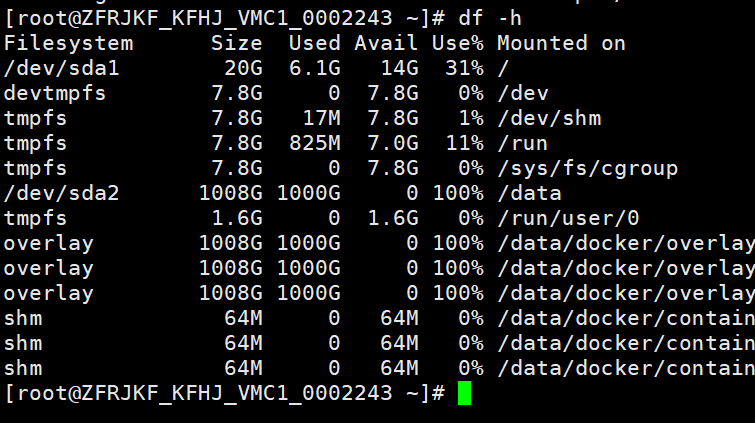 [root@ZFRJKF_KFHJ_VMC1_0002243 ~]# df -h
Filesystem      Size  Used Avail Use% Mounted on
/dev/sda1        20G  6.1G   14G  31% /
devtmpfs        7.8G     0  7.8G   0% /dev
tmpfs           7.8G   17M  7.8G   1% /dev/shm
tmpfs           7.8G  825M  7.0G  11% /run
tmpfs           7.8G     0  7.8G   0% /sys/fs/cgroup
/dev/sda2      1008G 1000G     0 100% /data
tmpfs           1.6G     0  1.6G   0% /run/user/0
overlay        1008G 1000G     0 100% /data/docker/overlay
overlay        1008G 1000G     0 100% /data/docker/overlay
overlay        1008G 1000G     0 100% /data/docker/overlay
shm              64M     0   64M   0% /data/docker/contain
shm              64M     0   64M   0% /data/docker/contain
shm              64M     0   64M   0% /data/docker/contain
[root@ZFRJKF_KFHJ_VMC1_0002243 ~]#